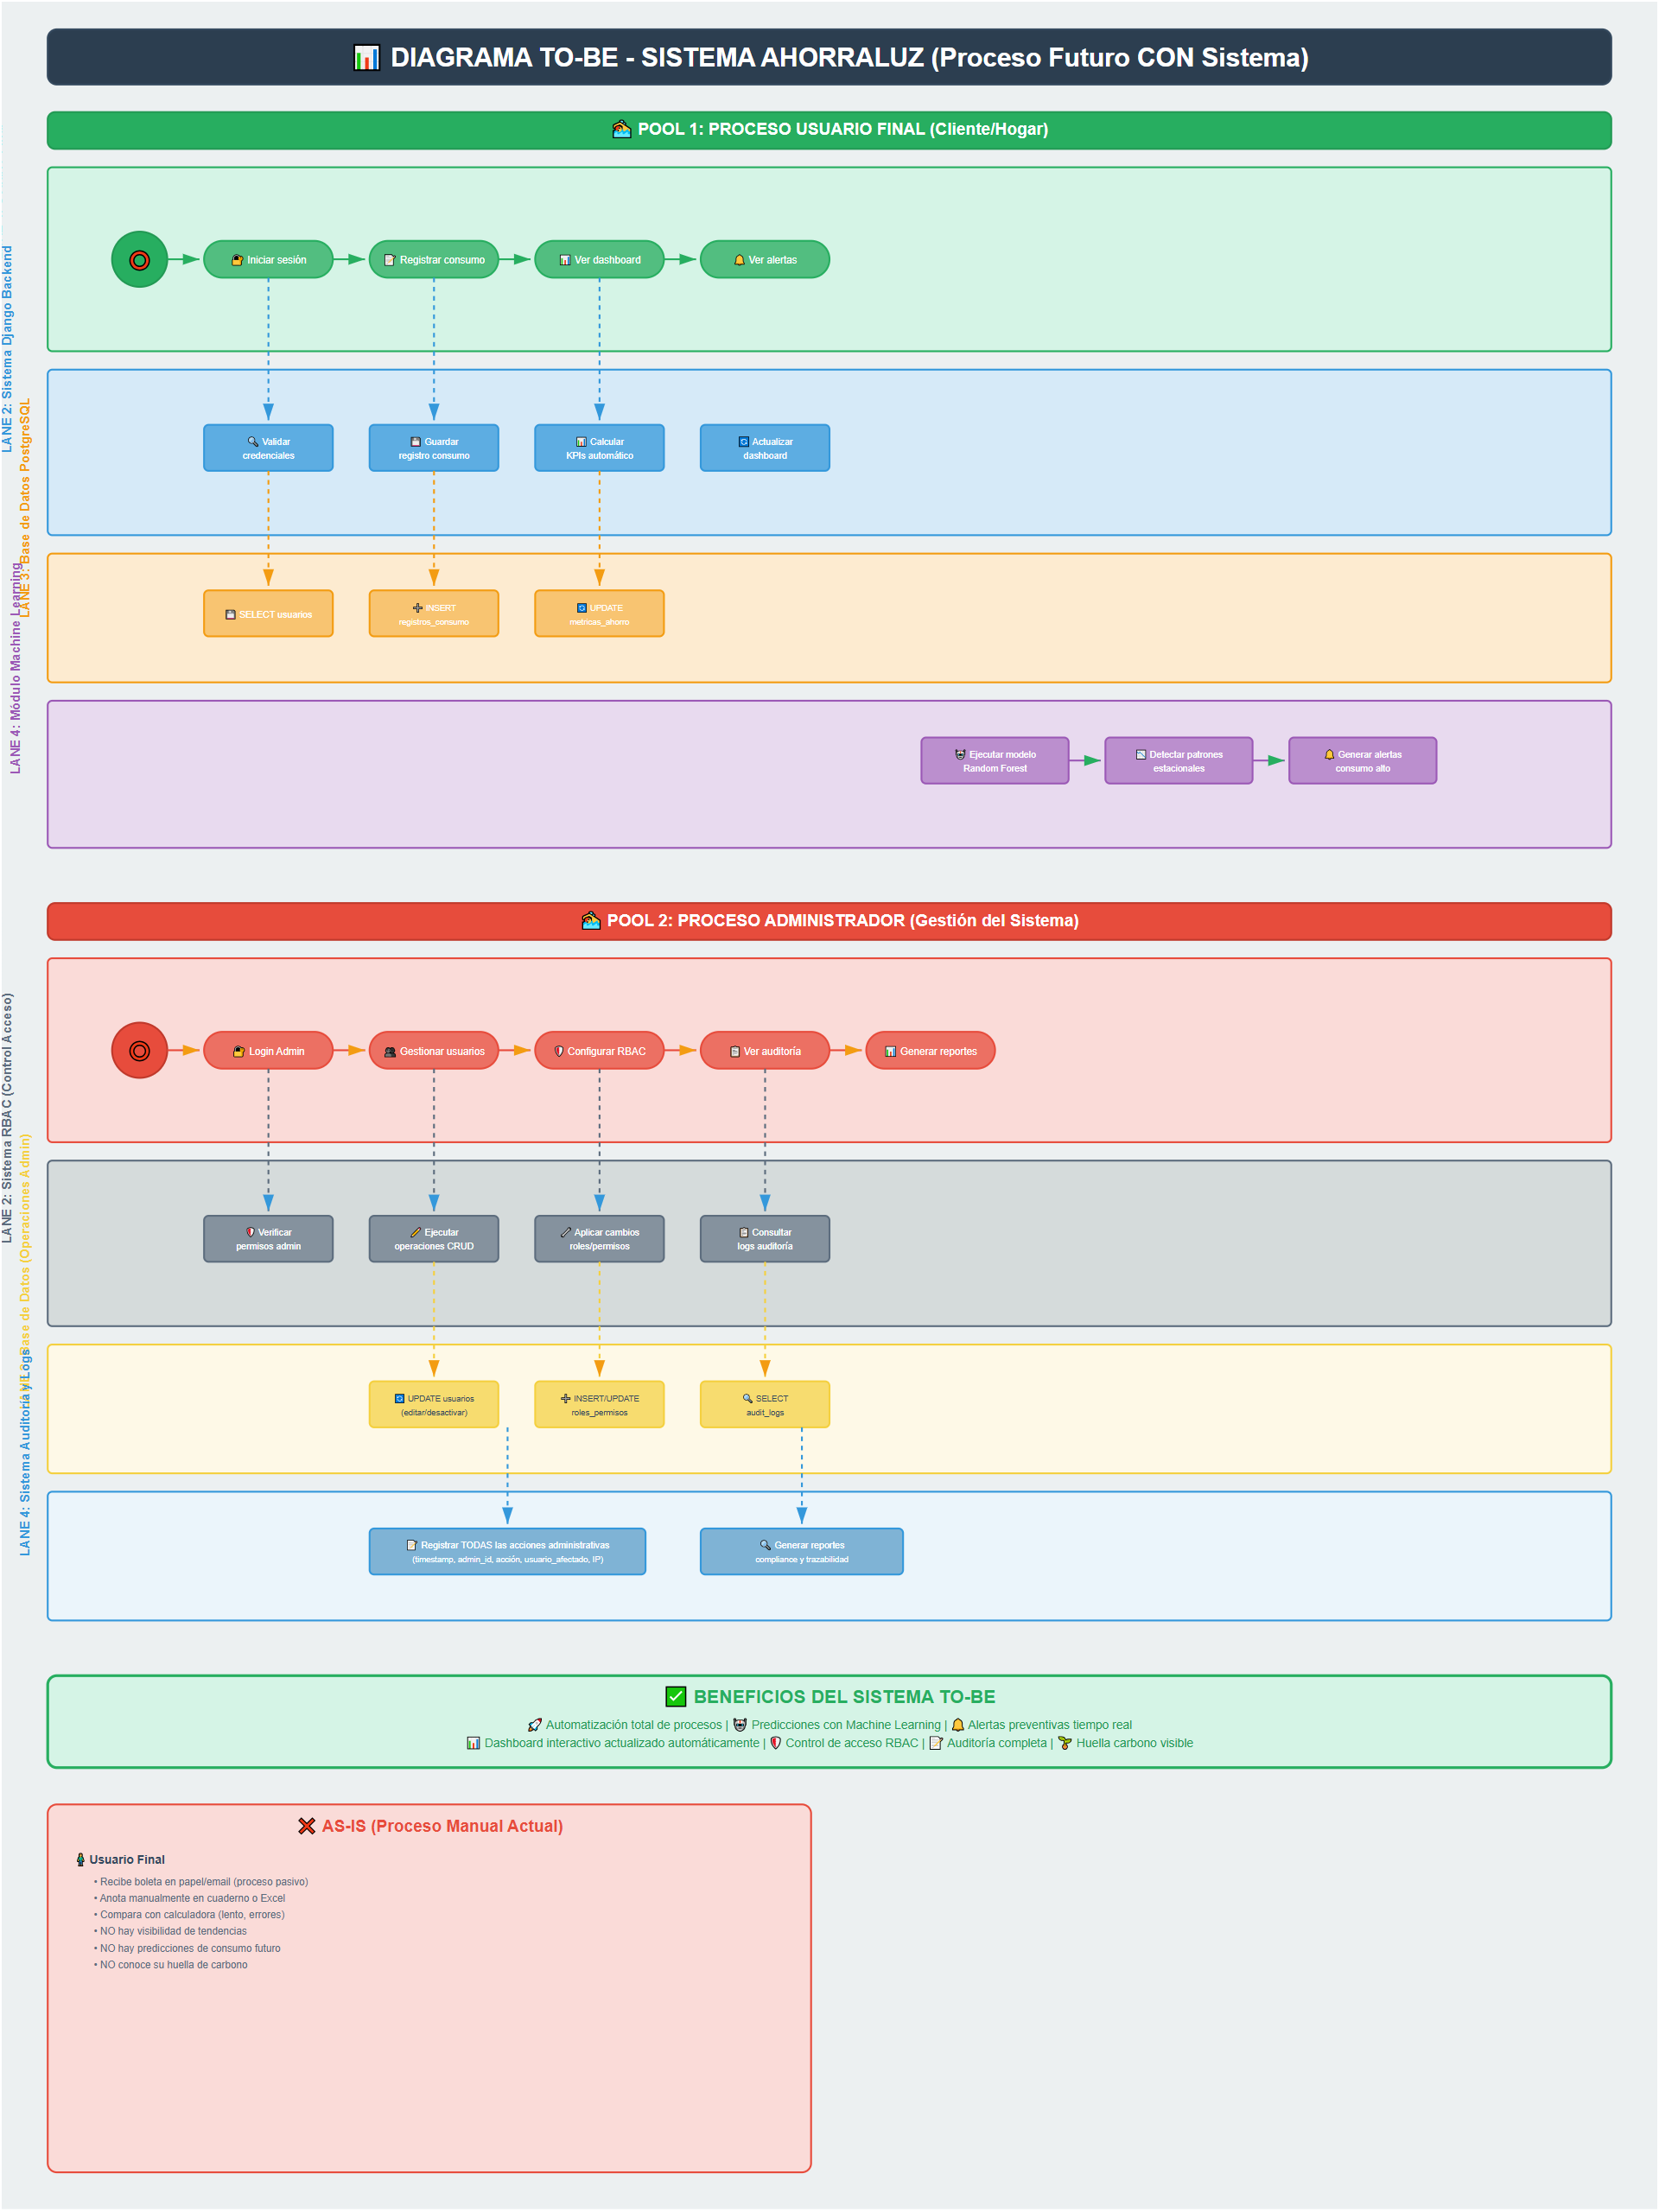 DIAGRAMA TO-BE - SISTEMA AHORRALUZ (Proceso Futuro CON Sistema)
POOL 1: PROCESO USUARIO FINAL (Cliente/Hogar)
Iniciar sesión
Registrar consumo
Ver dashboard
Ver alertas
LANE 2: Sistema Django Backend
Validar
credenciales
Guardar
registro consumo
Calcular
KPIs automático
Actualizar
dashboard
LANE 3: Base de Datos PostgreSQL
SELECT usuarios
INSERT
registros_consumo
UPDATE
metricas_ahorro
LANE 4: Módulo Machine Learning
Ejecutar modelo
Random Forest
Detectar patrones
estacionales
Generar alertas
consumo alto
POOL 2: PROCESO ADMINISTRADOR (Gestión del Sistema)
Login Admin
Gestionar usuarios
Configurar RBAC
Ver auditoría
Generar reportes
LANE 2: Sistema RBAC (Control Acceso)
Verificar
permisos admin
Ejecutar
operaciones CRUD
Aplicar cambios
roles/permisos
Consultar
logs auditoría
Base de Datos (Operaciones Admin)
UPDATE usuarios
(editar/desactivar)
INSERT/UPDATE
roles_permisos
SELECT
audit_logs
LANE 4: Sistema Auditoría y Logs
Registrar TODAS las acciones administrativas
(timestamp, admin_id, acción, usuario_afectado, IP)
Generar reportes
compliance y trazabilidad
BENEFICIOS DEL SISTEMA TO-BE
Automatización total de procesos | Predicciones con Machine Learning | Alertas preventivas tiempo real
Dashboard interactivo actualizado automáticamente | Control de acceso RBAC | Auditoría completa | Huella carbono visible
AS-IS (Proceso Manual Actual)
Usuario Final
• Recibe boleta en papel/email (proceso pasivo)
• Anota manualmente en cuaderno o Excel
• Compara con calculadora (lento, errores)
• NO hay visibilidad de tendencias
• NO hay predicciones de consumo futuro
• NO conoce su huella de carbono